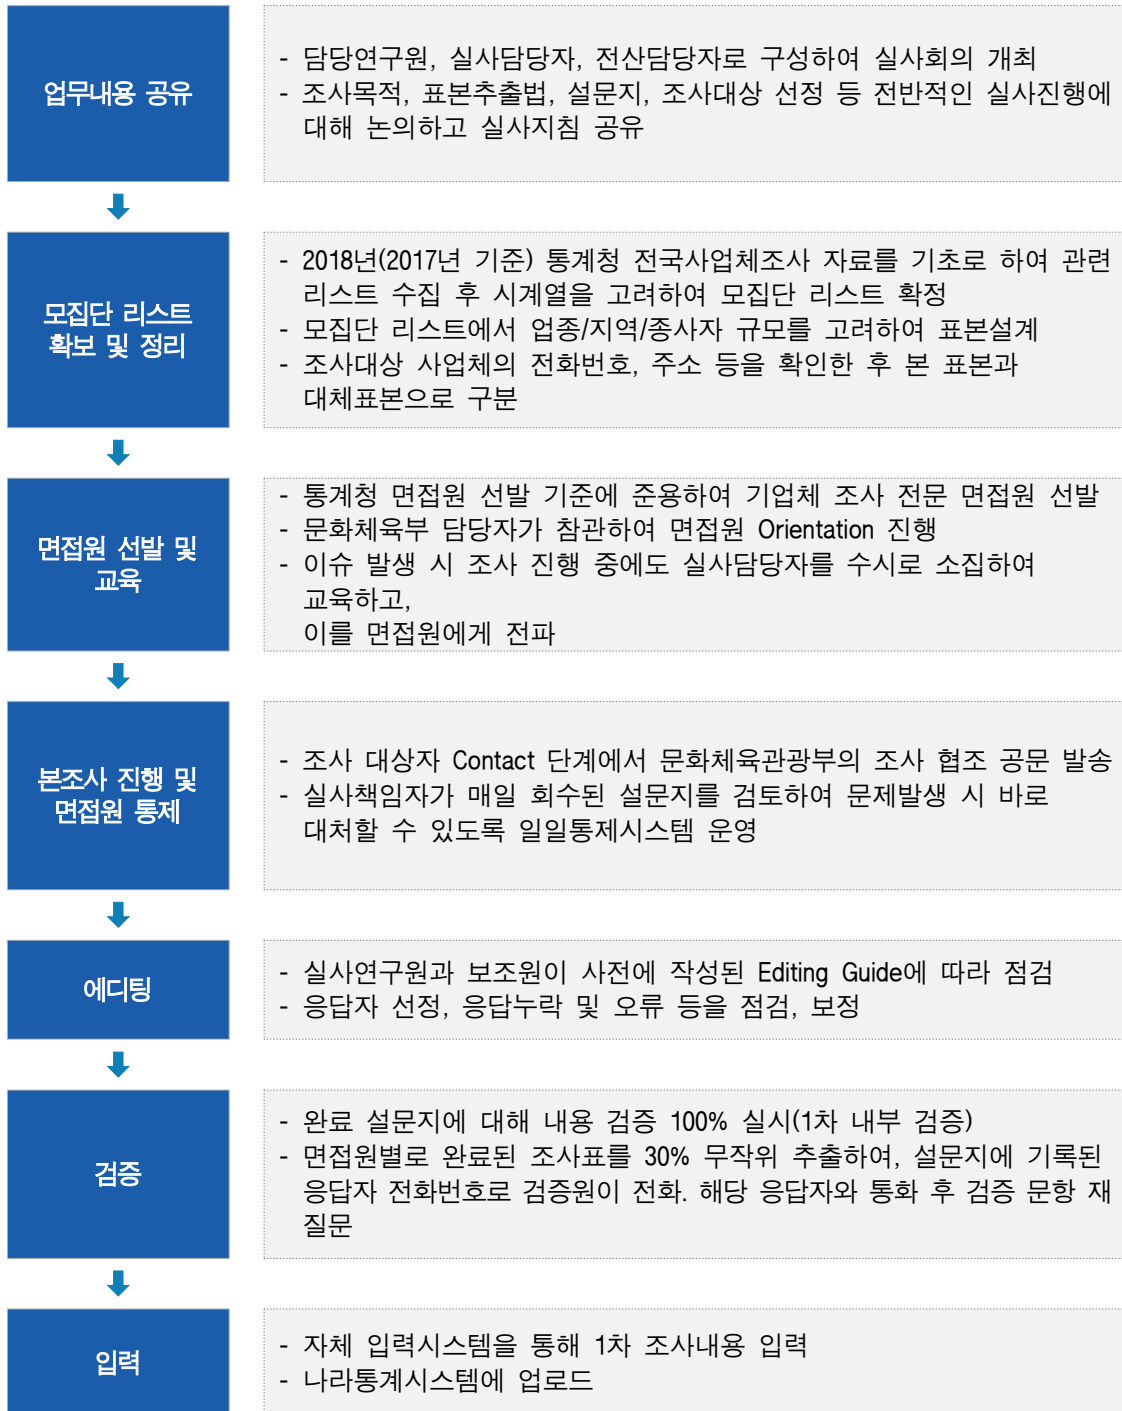 업무내용 공유
- 담당연구원, 실사담당자, 전산담당자로 구성하여 실사회의 개최
- 조사목적, 표본추출법, 설문지, 조사대상 선정 등 전반적인 실사진행에
대해 논의하고 실사지침 공유
모집단 리스트
확보 및 정리
- 2018년(2017년 기준) 통계청 전국사업체조사 자료를 기초로 하여 관련
리스트 수집 후 시계열을 고려하여 모집단 리스트 확정
- 모집단 리스트에서 업종/지역/종사자 규모를 고려하여 표본설계
- 조사대상 사업체의 전화번호, 주소 등을 확인한 후 본 표본과
대체표본으로 구분
면접원 선발 및
교육
- 통계청 면접원 선발 기준에 준용하여 기업체 조사 전문 면접원 선발
- 문화체육부 담당자가 참관하여 면접원 Orientation 진행
- 이슈 발생 시 조사 진행 중에도 실사담당자를 수시로 소집하여
교육하고,
이를 면접원에게 전파
본조사 진행 및
면접원 통제
- 조사 대상자 Contact 단계에서 문화체육관광부의 조사 협조 공문 발송
- 실사책임자가 매일 회수된 설문지를 검토하여 문제발생 시 바로
대처할 수 있도록 일일통제시스템 운영
에디팅
- 실사연구원과 보조원이 사전에 작성된 Editing Guide에 따라 점검
- 응답자 선정, 응답누락 및 오류 등을 점검, 보정
검증
- 완료 설문지에 대해 내용 검증 100% 실시(1차 내부 검증)
- 면접원별로 완료된 조사표를 30% 무작위 추출하여, 설문지에 기록된
응답자 전화번호로 검증원이 전화. 해당 응답자와 통화 후 검증 문항 재
질문
입력
- 자체 입력시스템을 통해 1차 조사내용 입력
- 나라통계시스템에 업로드